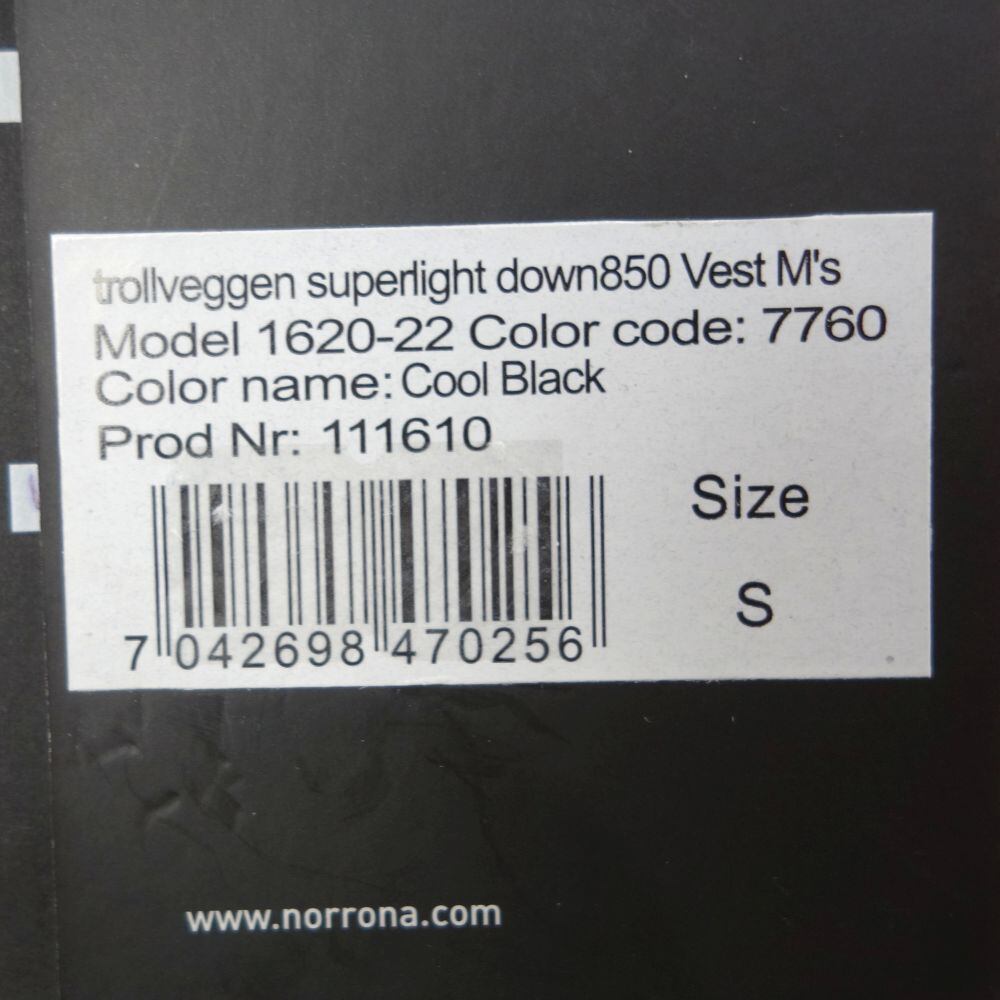 trollveggen superlight down850 Vest M's
Model 1620-22 Color code: 7760
Color name: Cool Black
Prod Nr: 111610
Size
S
7 042698 470256
www.norrona.com